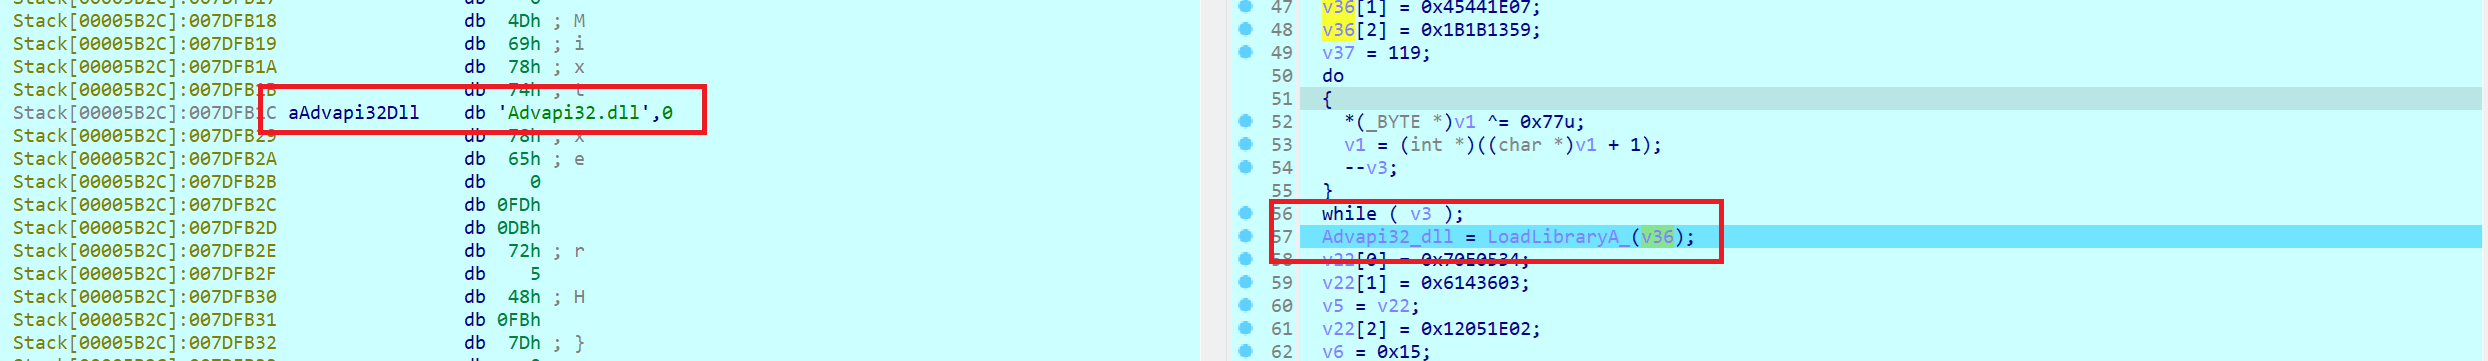 Stack[00005B2C]:007DFB18 db 4Dh ; M
Stack[00005B2C]:007DFB19 db 69h ; i
Stack[00005B2C]:007DFB1A db 78h ; x
Stack[00005B2C]:007DFB1B db 74h ; t
Stack[00005B2C]:007DFB1C aAdvapi32Dll db 'Advapi32.dll',0
Stack[00005B2C]:007DFB29 db 78h ; x
Stack[00005B2C]:007DFB2A db 65h ; e
Stack[00005B2C]:007DFB2B db 0
Stack[00005B2C]:007DFB2C db 0FDh
Stack[00005B2C]:007DFB2D db 0DBh
Stack[00005B2C]:007DFB2E db 72h ; r
Stack[00005B2C]:007DFB2F db 5
Stack[00005B2C]:007DFB30 db 48h ; H
Stack[00005B2C]:007DFB31 db 0FBh
Stack[00005B2C]:007DFB32 db 7Dh ; }
47 v36[1] = 0x45441E07;
48 v36[2] = 0x1B1B1359;
49 v37 = 119;
50 do
51 {
52 *(_BYTE *)v1 ^= 0x77u;
53 v1 = (int *)((char *)v1 + 1);
54 --v3;
55 }
56 while ( v3 );
57 Advapi32_dll = LoadLibraryA_(v36);
58 v22[0] = 0x70E0534;
59 v22[1] = 0x6143603;
60 v5 = v22;
61 v22[2] = 0x12051E02;
62 v6 = 0x15;